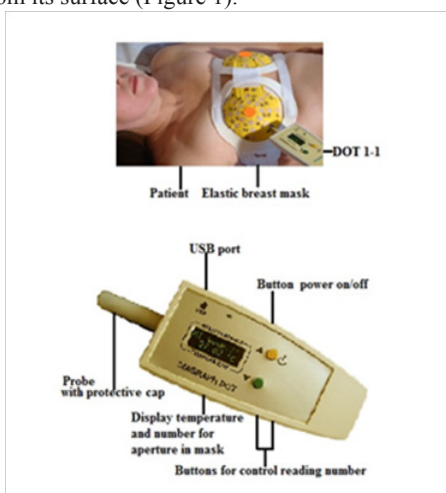 om its surface (Figure 1).
DOT 1-1
Patient Elastic breast mask
USB port
Button power on/off
Probe
with protective cap
Display temperature
and number for
aperture in mask
Buttons for control reading number